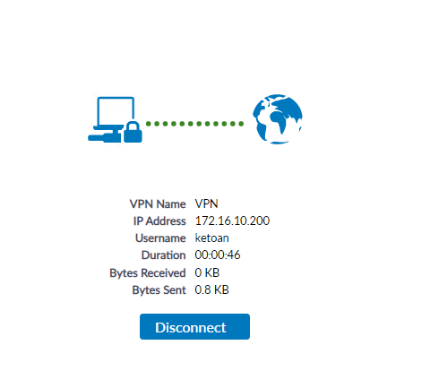 VPN Name VPN
IP Address 172.16.10.200
Username ketoan
Duration 00:00:46
Bytes Received 0 KB
Bytes Sent 0.8 KB
Disconnect